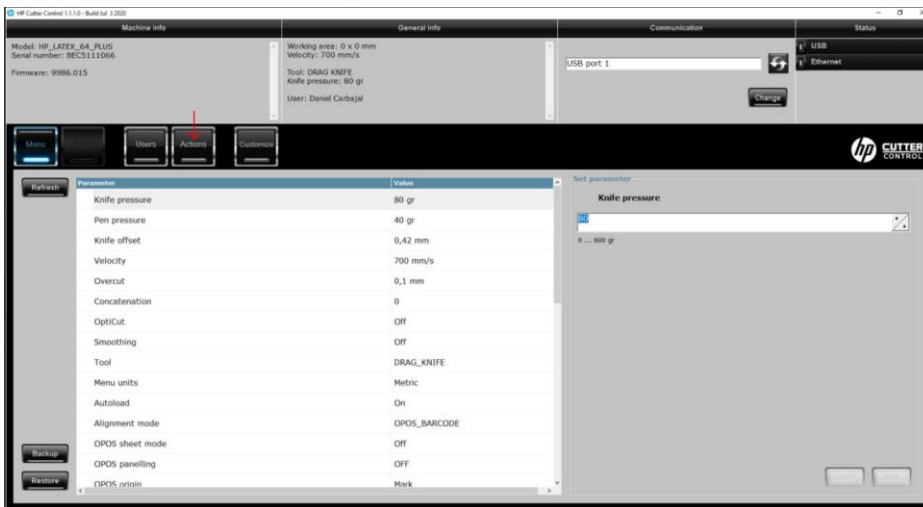 HP Cutter Control 1.1.1.0 - Build Jul 3 2020
Machine info
General info
Communication
Status
Model: HP_LATEX_64_PLUS
Serial number: BEC5111066
Firmware: 9986.015
Working area: 0 x 0 mm
Velocity: 700 mm/s
Tool: DRAG KNIFE
Knife pressure: 80 gr
User: Daniel Carbajal
USB port 1
Change
USB
Ethernet
Menu
Users
Actions
Customize
hp CUTTER CONTROL
Refresh
Parameter Value
Knife pressure 80 gr
Pen pressure 40 gr
Knife offset 0,42 mm
Velocity 700 mm/s
Overcut 0,1 mm
Concatenation 0
OptiCut Off
Smoothing Off
Tool DRAG_KNIFE
Menu units Metric
Autoload On
Alignment mode OPOS_BARCODE
OPOS sheet mode Off
OPOS panelling OFF
OPOS origin Mark
Backup
Restore
Set parameter
Knife pressure
80
0 ... 600 gr